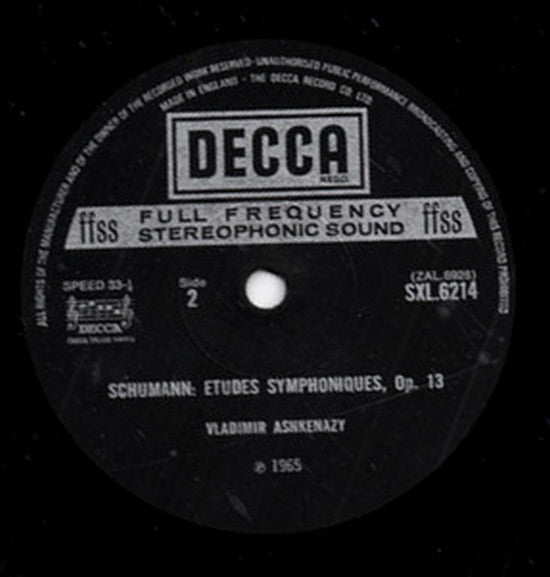 ALL RIGHTS OF THE MANUFACTURER AND OF THE OWNER OF THE RECORDED WORK RESERVED·UNAUTHORISED PUBLIC PERFORMANCE BROADCASTING AND COPYING OF THIS RECORD PROHIBITED
MADE IN ENGLAND · THE DECCA RECORD CO LTD
DECCA
REGD.
ffss FULL FREQUENCY ffss
STEREOPHONIC SOUND
SPEED 33⅓
Side
2
(ZAL.6926)
SXL.6214
DECCA
SCHUMANN: ETUDES SYMPHONIQUES, Op. 13
VLADIMIR ASHKENAZY
℗ 1965